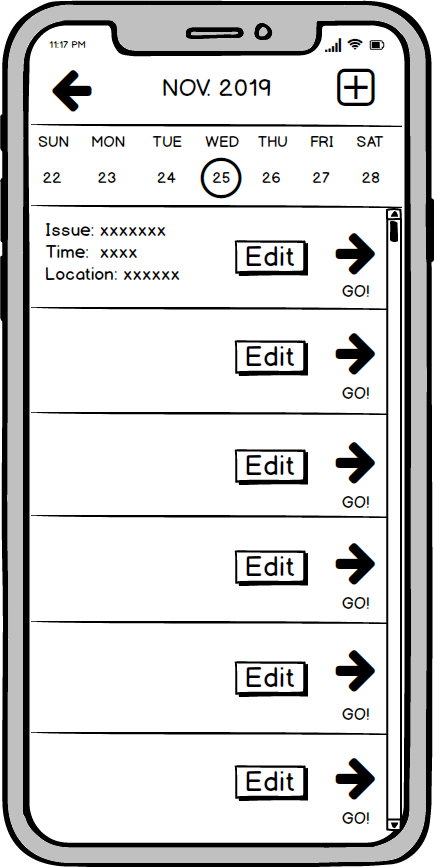 11:17 PM
NOV. 2019
SUN MON TUE WED THU FRI SAT
22 23 24 25 26 27 28
Issue: xxxxxxx
Time: xxxx
Location: xxxxxx
Edit
GO!
Edit
GO!
Edit
GO!
Edit
GO!
Edit
GO!
Edit
GO!